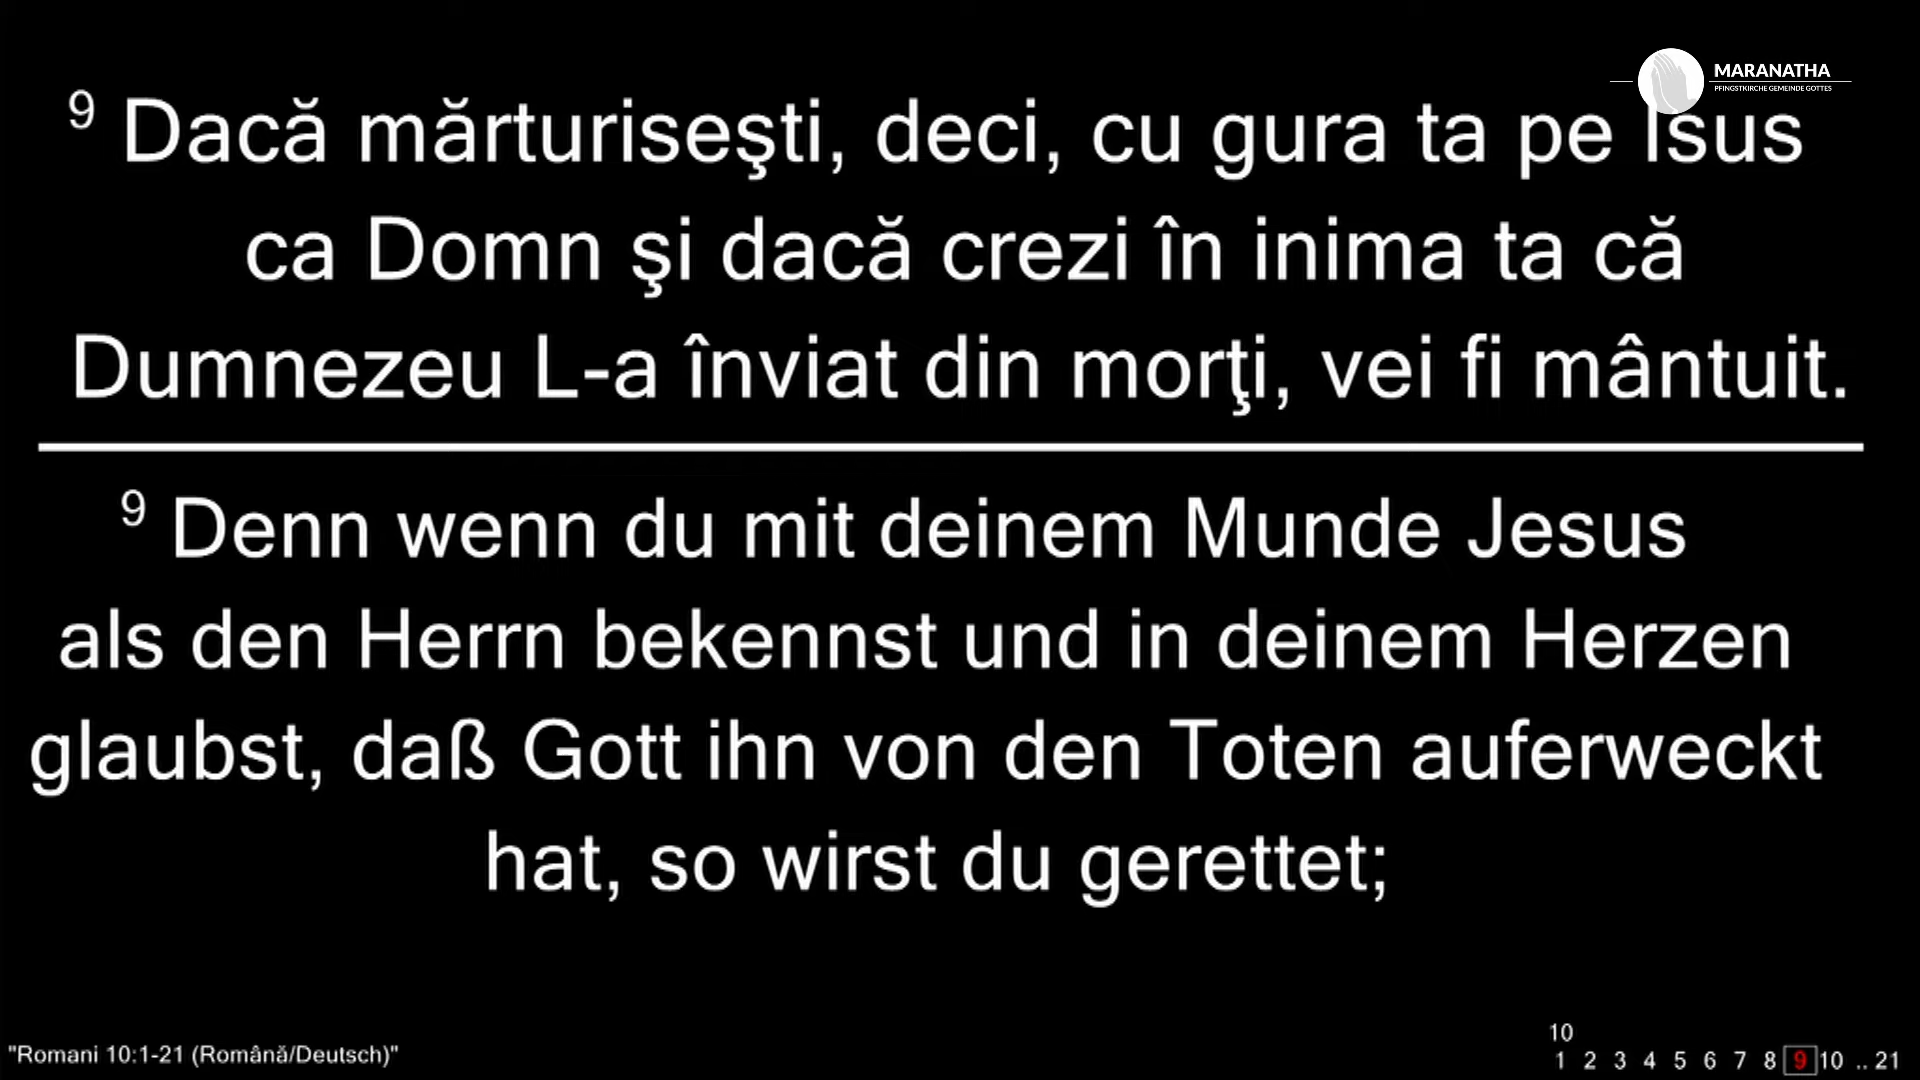 MARANATHA
PFINGSTKIRCHE GEMEINDE GOTTES
9 Dacă mărturiseşti, deci, cu gura ta pe Isus
ca Domn şi dacă crezi în inima ta că
Dumnezeu L-a înviat din morţi, vei fi mântuit.
9 Denn wenn du mit deinem Munde Jesus
als den Herrn bekennst und in deinem Herzen
glaubst, daß Gott ihn von den Toten auferweckt
hat, so wirst du gerettet;
"Romani 10:1-21 (Română/Deutsch)"
10
1 2 3 4 5 6 7 8 9 10 .. 21